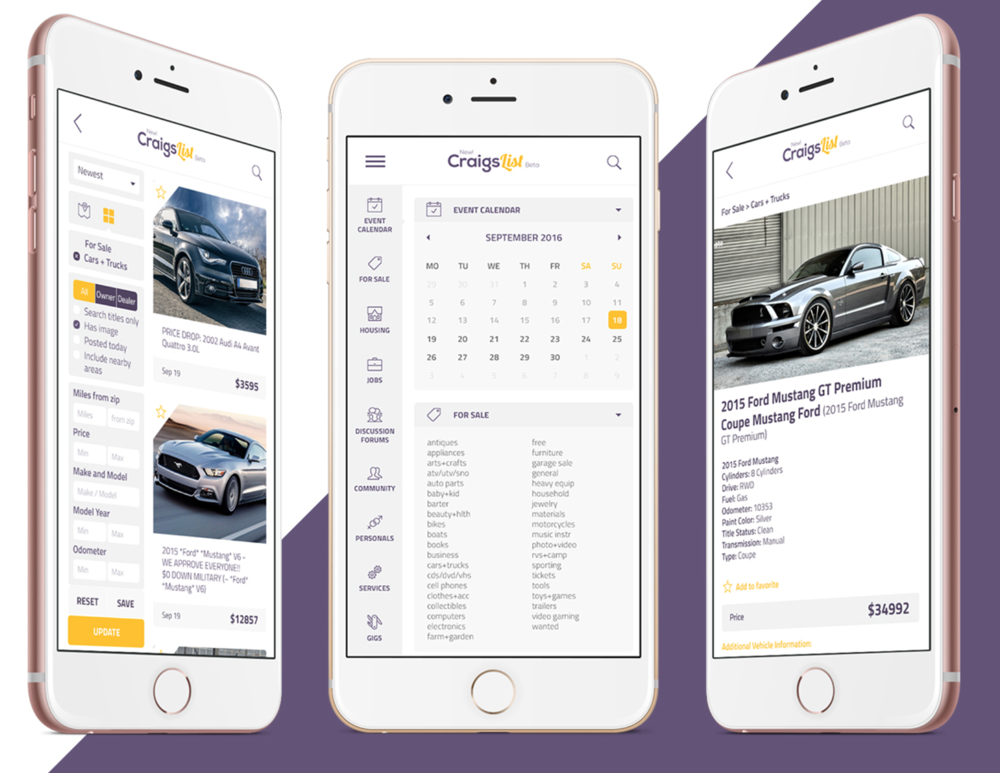 New!
CraigsList Beta
Newest
For Sale
Cars + Trucks
All Owner Dealer
Search titles only
Has image
Posted today
Include nearby
areas
Miles from zip
Miles from zip
Price
Min Max
Make and Model
Make / Model
Model Year
Min Max
Odometer
Min Max
RESET SAVE
UPDATE
PRICE DROP: 2002 Audi A4 Avant
Quattro 3.0L
Sep 19 $3595
2015 *Ford* *Mustang* V6 -
WE APPROVE EVERYONE!!
$0 DOWN MILITARY (~ *Ford*
*Mustang* V6)
Sep 19 $12857
New!
CraigsList Beta
EVENT
CALENDAR
FOR SALE
HOUSING
JOBS
DISCUSSION
FORUMS
COMMUNITY
PERSONALS
SERVICES
GIGS
EVENT CALENDAR
SEPTEMBER 2016
MO TU WE TH FR SA SU
29 30 31 1 2 3 4
5 6 7 8 9 10 11
12 13 14 15 16 17 18
19 20 21 22 23 24 25
26 27 28 29 30 1 2
3 4 5 6 7 8 9
FOR SALE
antiques
appliances
arts+crafts
atv/utv/sno
auto parts
baby+kid
barter
beauty+hlth
bikes
boats
books
business
cars+trucks
cds/dvd/vhs
cell phones
clothes+acc
collectibles
computers
electronics
farm+garden
free
furniture
garage sale
general
heavy equip
household
jewelry
materials
motorcycles
music instr
photo+video
rvs+camp
sporting
tickets
tools
toys+games
trailers
video gaming
wanted
New!
CraigsList Beta
For Sale > Cars + Trucks
2015 Ford Mustang GT Premium
Coupe Mustang Ford (2015 Ford Mustang
GT Premium)
2015 Ford Mustang
Cylinders: 8 Cylinders
Drive: RWD
Fuel: Gas
Odometer: 10353
Paint Color: Silver
Title Status: Clean
Transmission: Manual
Type: Coupe
Add to favorite
Price $34992
Additional Vehicle Information: